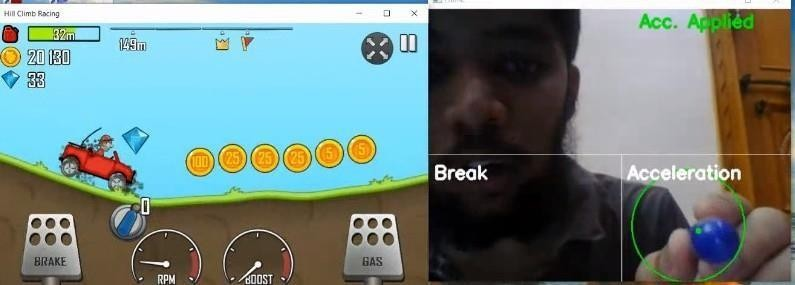 Hill Climb Racing
32m
149m
20 130
33
100 25 25 25 5 5
0
BRAKE
RPM
BOOST
GAS
Acc. Applied
Break
Acceleration